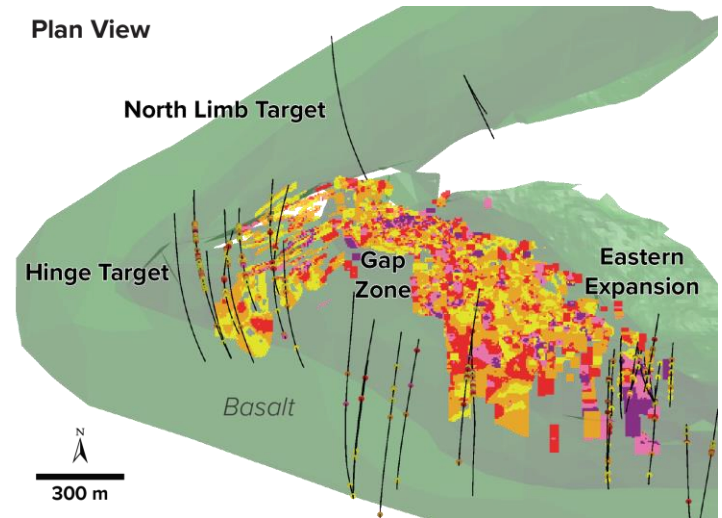 Plan View
North Limb Target
Hinge Target
Gap
Zone
Eastern
Expansion
Basalt
N
300 m